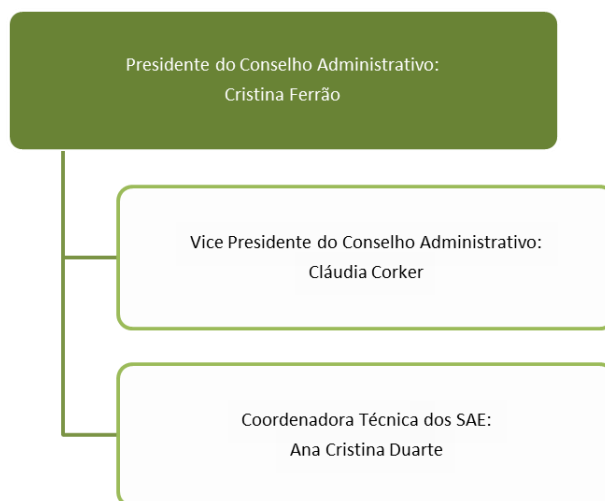 Presidente do Conselho Administrativo:
Cristina Ferrão
Vice Presidente do Conselho Administrativo:
Cláudia Corker
Coordenadora Técnica dos SAE:
Ana Cristina Duarte